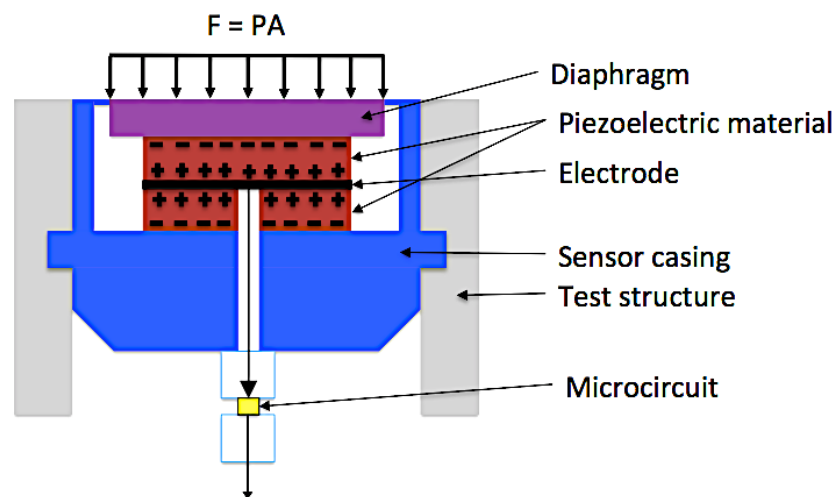 F = PA
Diaphragm
Piezoelectric material
Electrode
Sensor casing
Test structure
Microcircuit